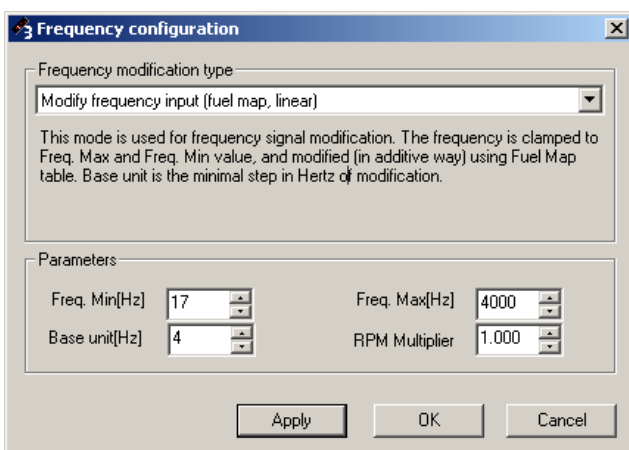 Frequency configuration
Frequency modification type
Modify frequency input (fuel map, linear)
This mode is used for frequency signal modification. The frequency is clamped to
Freq. Max and Freq. Min value, and modified (in additive way) using Fuel Map
table. Base unit is the minimal step in Hertz of modification.
Parameters
Freq. Min[Hz] 17 Freq. Max[Hz] 4000
Base unit[Hz] 4 RPM Multiplier 1.000
Apply OK Cancel